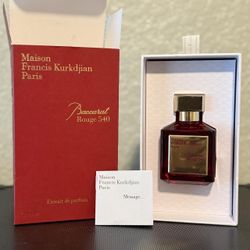 Maison
Francis Kurkdjian
Paris
Baccarat
Rouge 540
Extrait de parfum
Maison
Francis Kurkdjian
Paris
Message